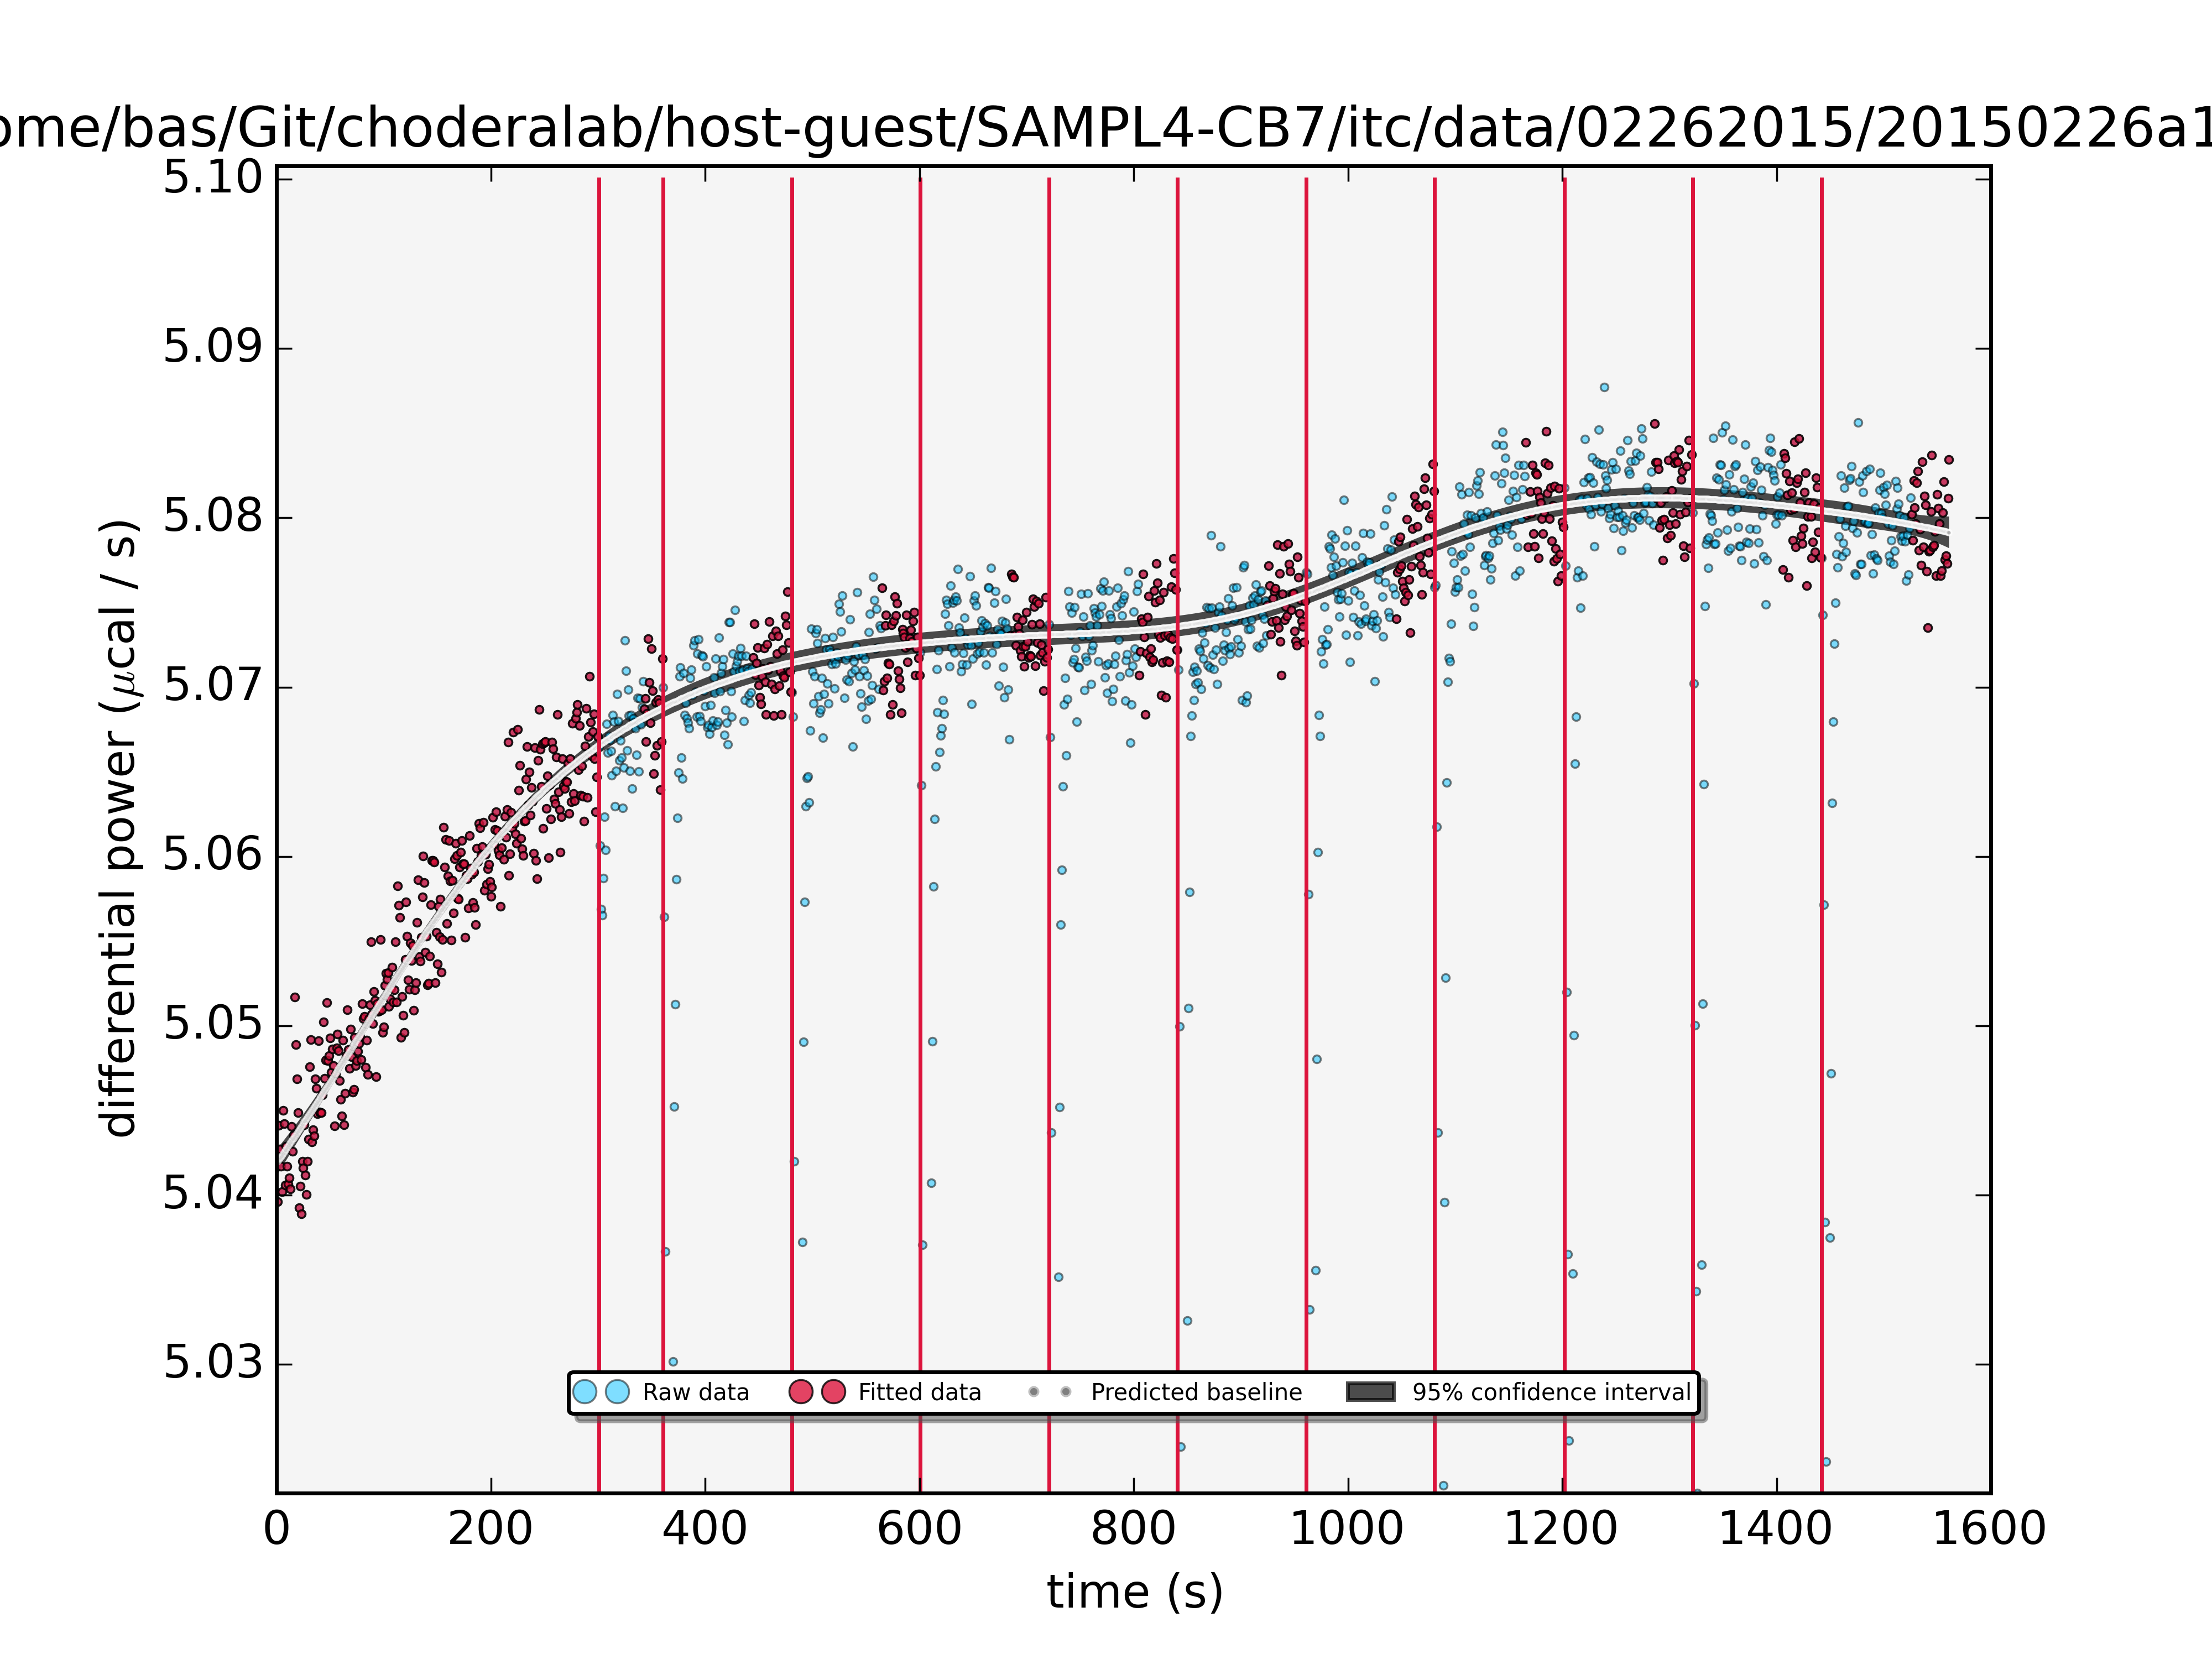 ome/bas/Git/choderalab/host-guest/SAMPL4-CB7/itc/data/02262015/20150226a1
5.10
5.09
5.08
5.07
5.06
5.05
5.04
5.03
differential power (μcal / s)
Raw data Fitted data Predicted baseline 95% confidence interval
0 200 400 600 800 1000 1200 1400 1600
time (s)